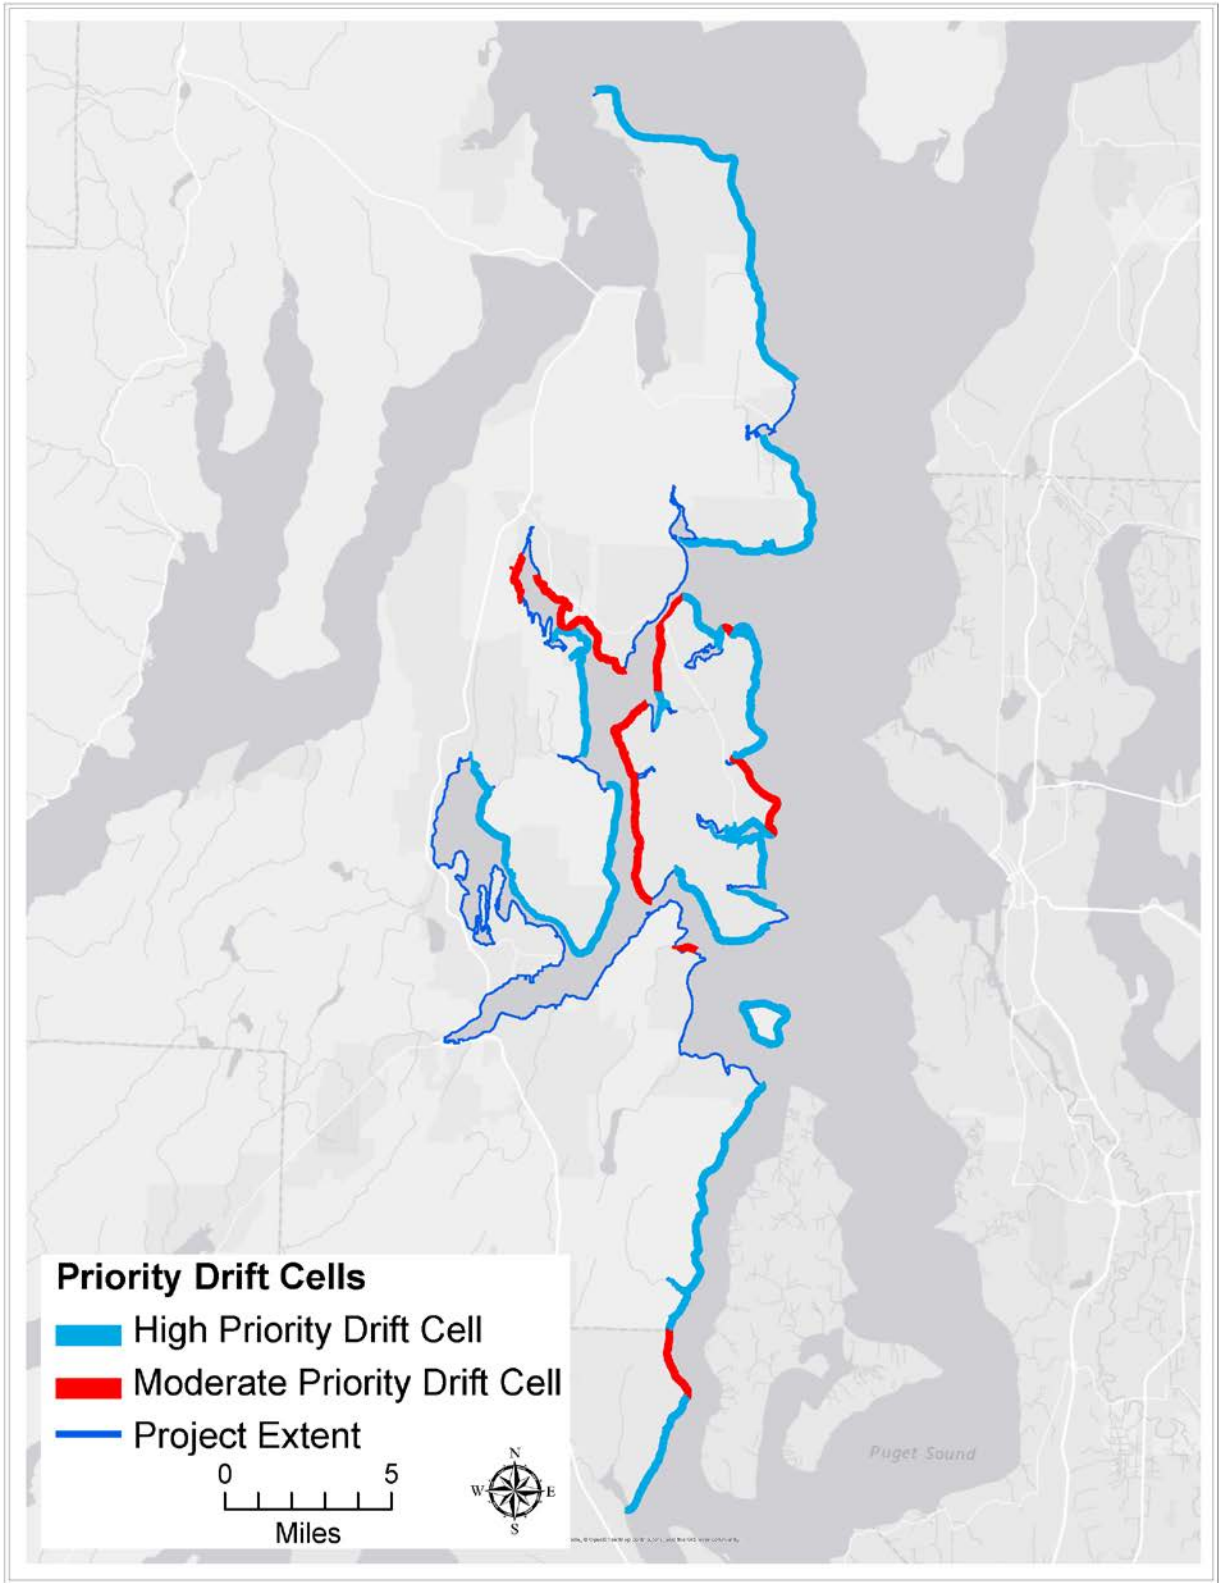 Puget Sound
Priority Drift Cells
High Priority Drift Cell
Moderate Priority Drift Cell
Project Extent
0 5
Miles
N
W E
S